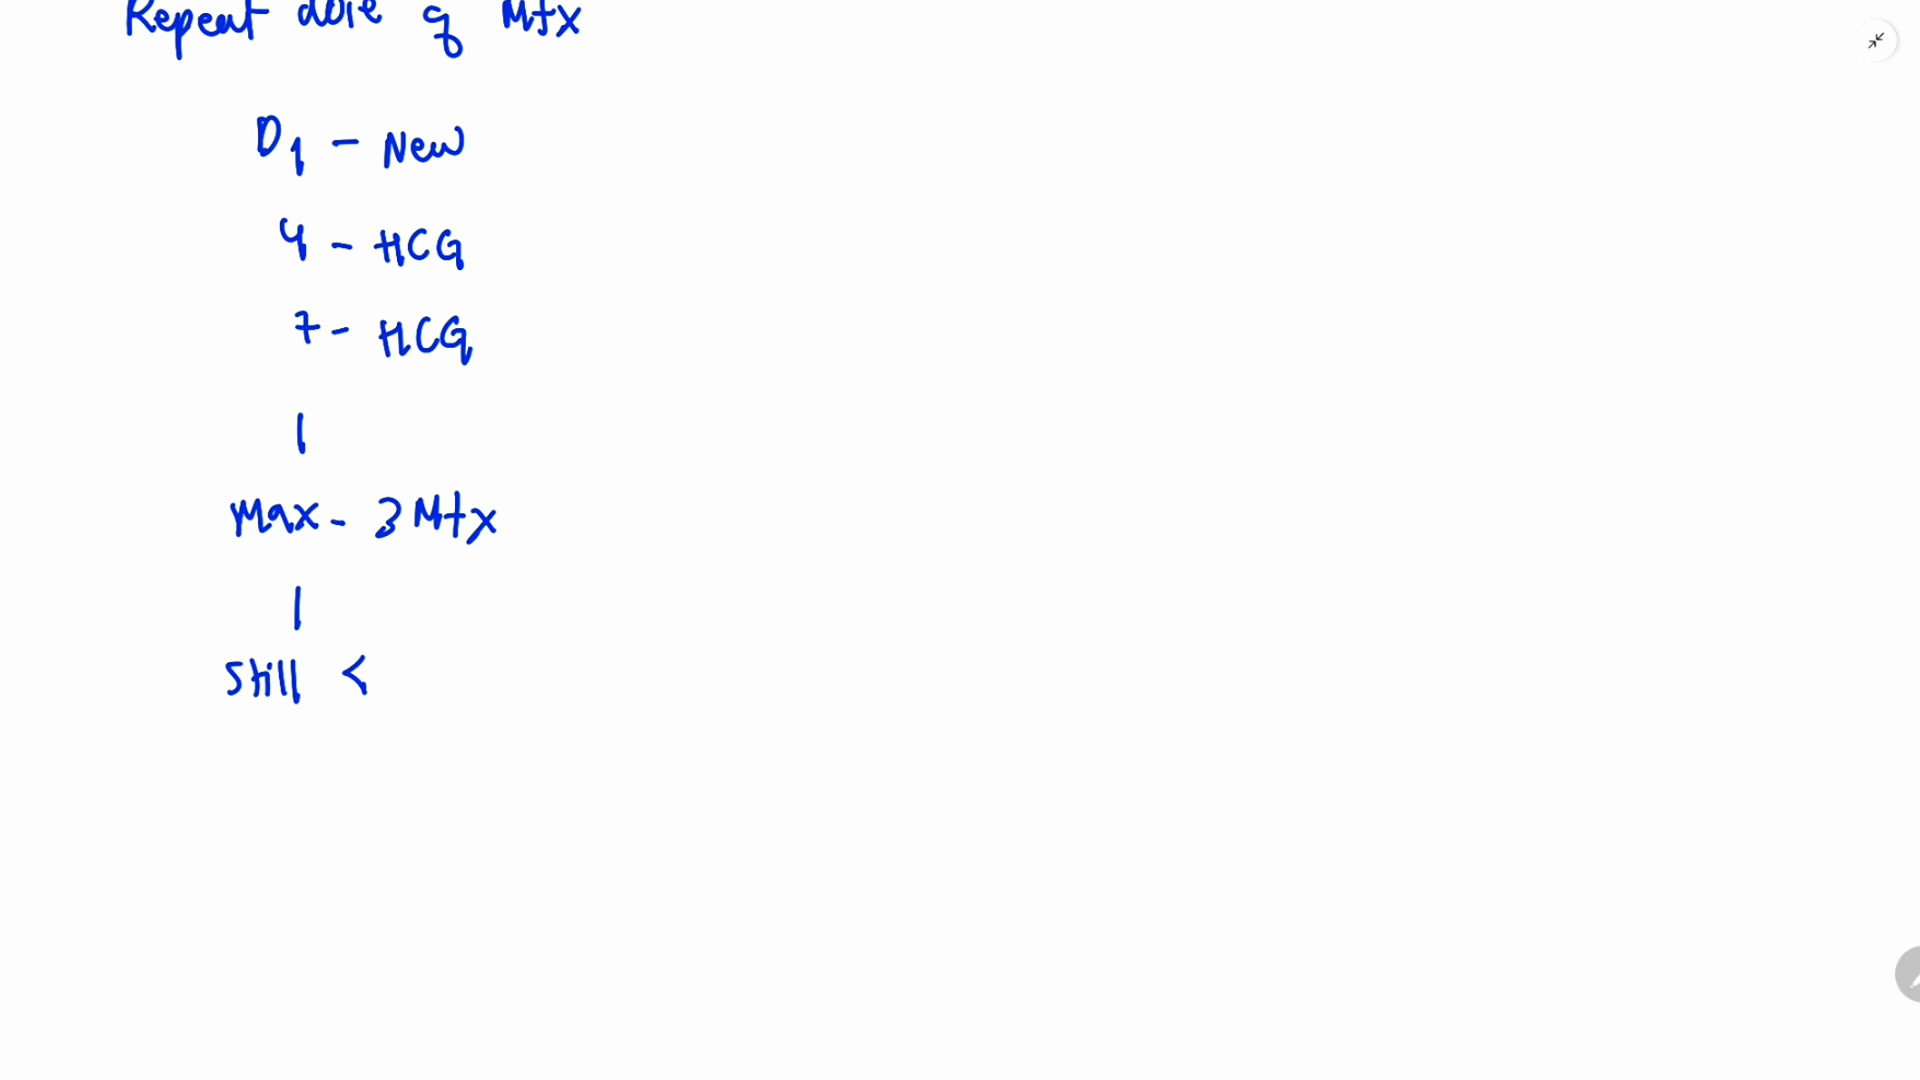 Repeat dose of Mtx
D1 - New
4 - HCG
7 - HCG
Max - 3 Mtx
Still <